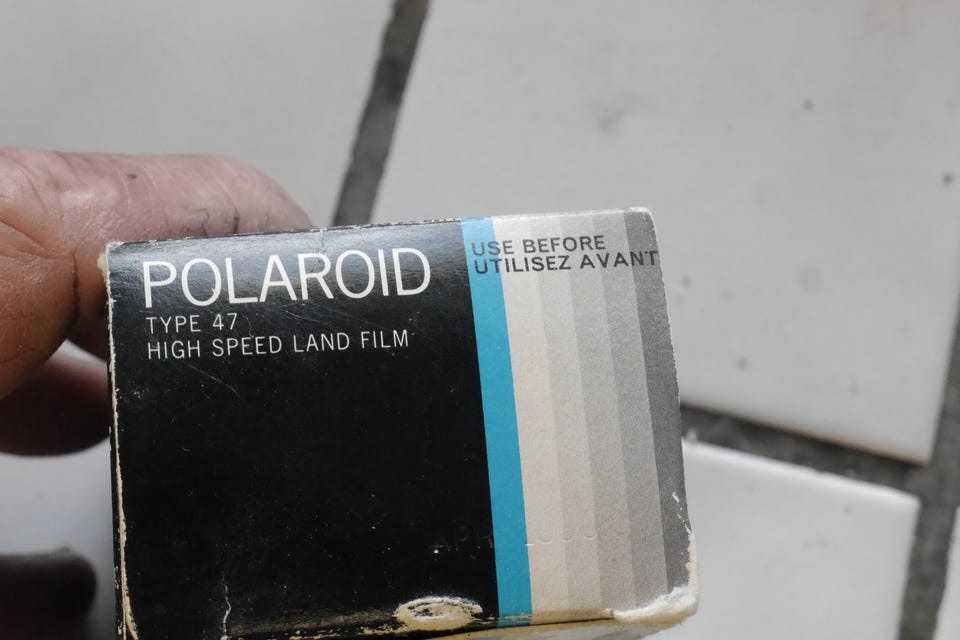 POLAROID
TYPE 47
HIGH SPEED LAND FILM
USE BEFORE
UTILISEZ AVANT